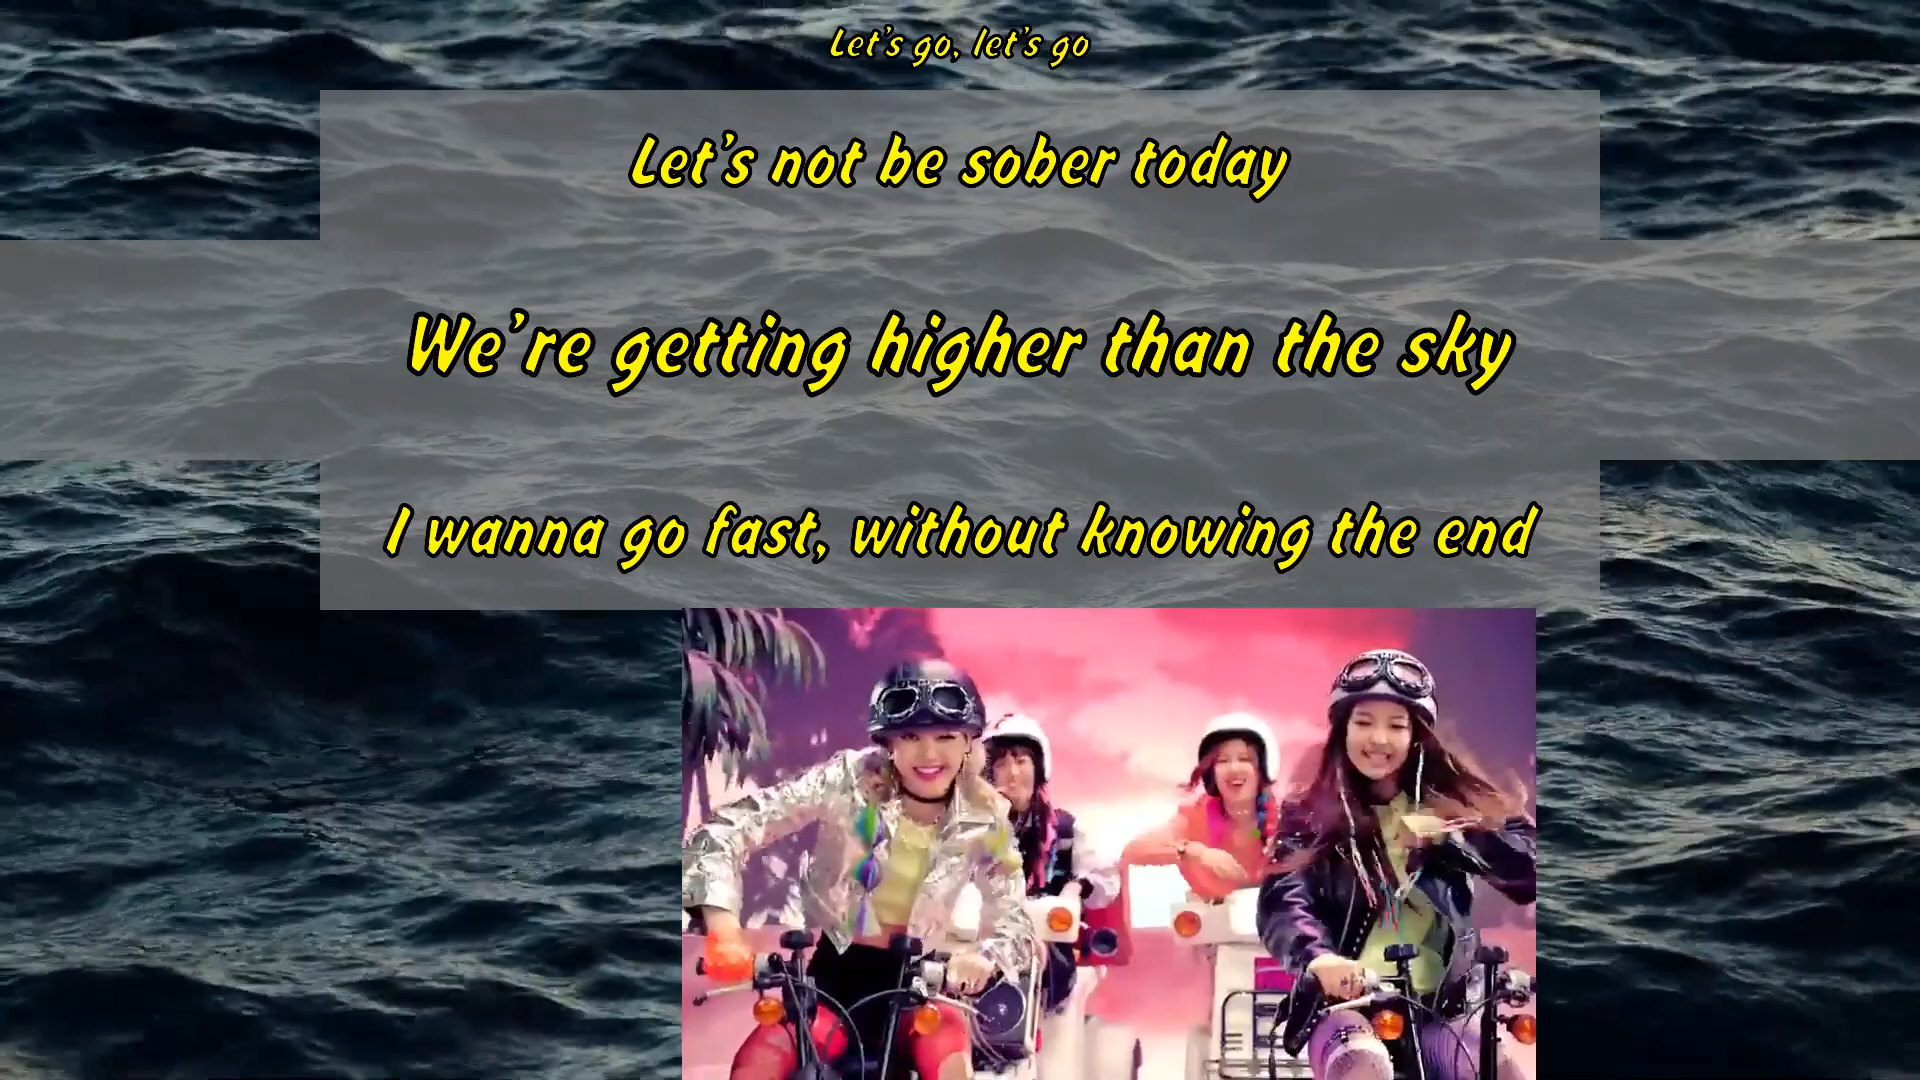 Let's go, let's go
Let's not be sober today
We're getting higher than the sky
I wanna go fast, without knowing the end